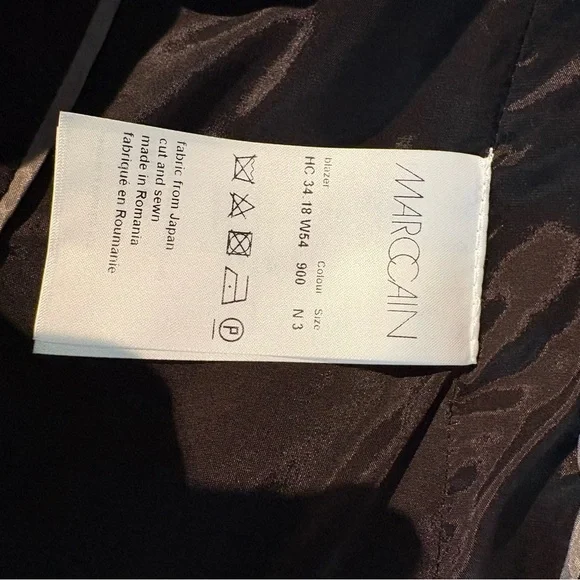 MARCCAIN
blazer Colour Size
HC 34.18 W54 900 N 3
P
fabric from Japan
cut and sewn
made in Romania
fabriqué en Roumanie